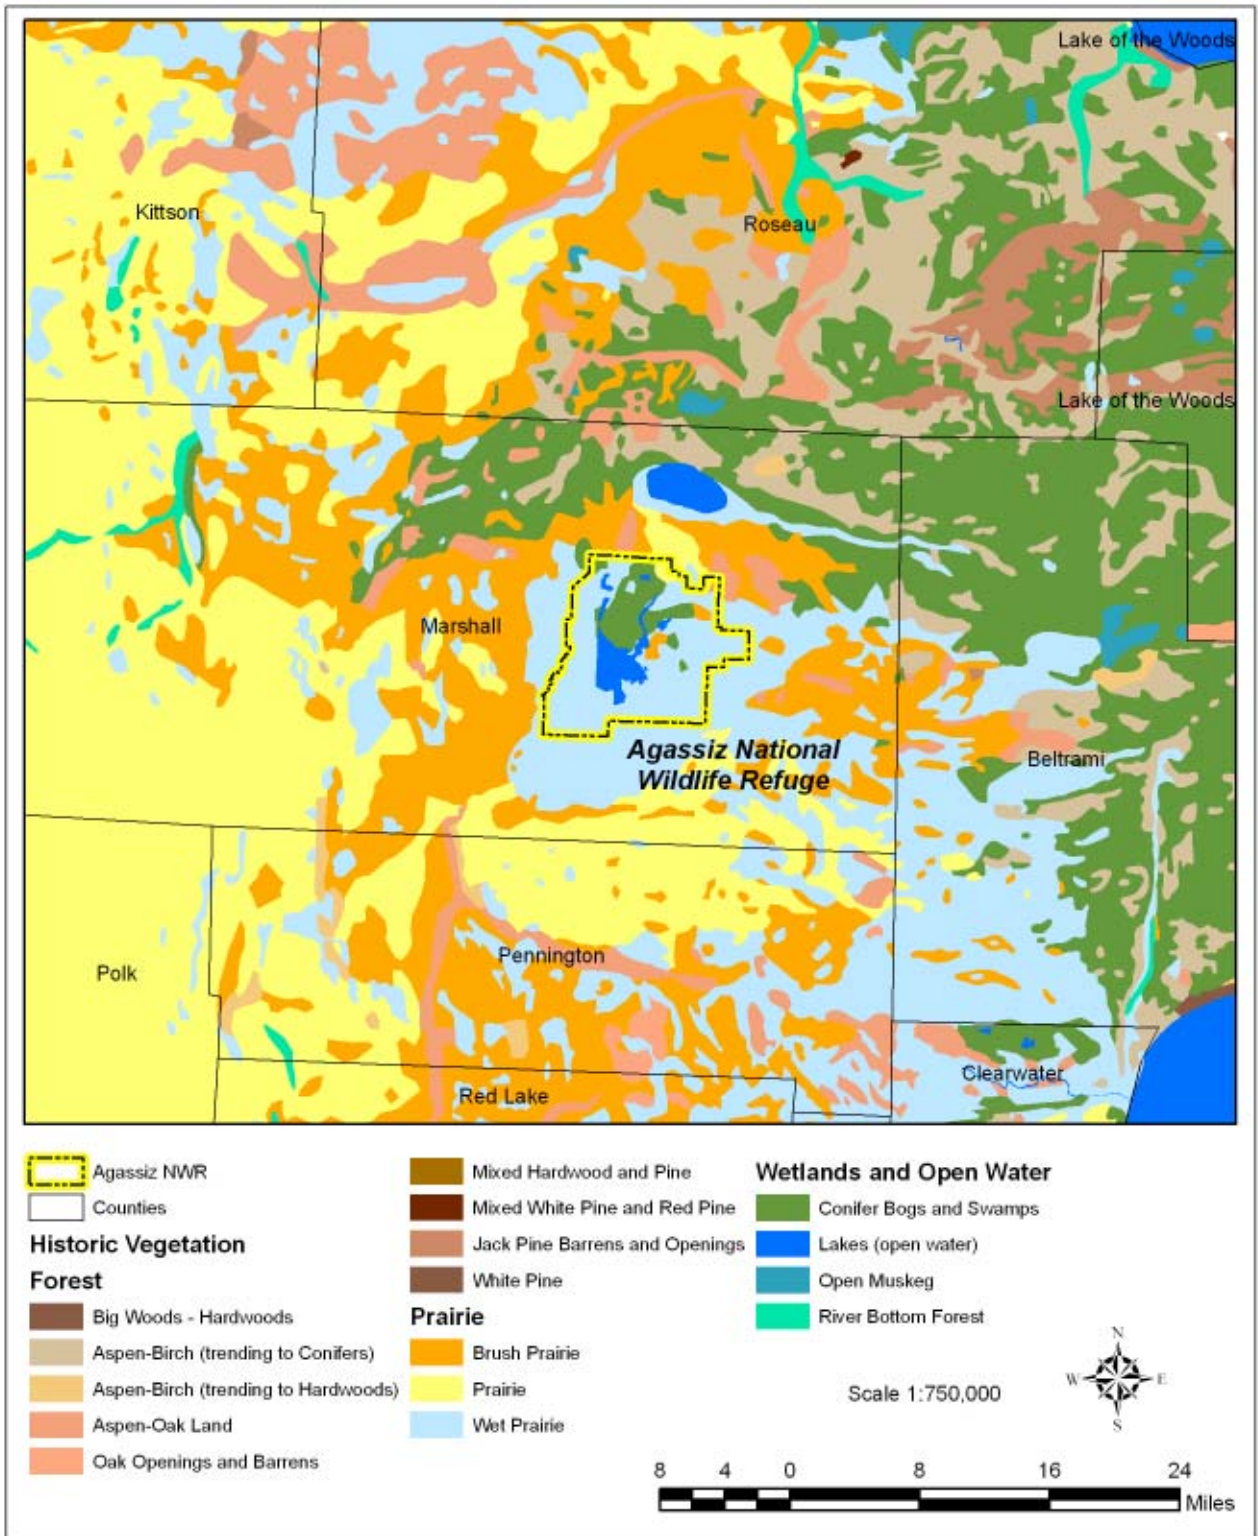 Lake of the Woods
Kittson
Roseau
Lake of the Woods
Marshall
Agassiz National
Wildlife Refuge
Beltrami
Pennington
Polk
Clearwater
Red Lake
Agassiz NWR
Counties
Historic Vegetation
Forest
Big Woods - Hardwoods
Aspen-Birch (trending to Conifers)
Aspen-Birch (trending to Hardwoods)
Aspen-Oak Land
Oak Openings and Barrens
Mixed Hardwood and Pine
Mixed White Pine and Red Pine
Jack Pine Barrens and Openings
White Pine
Prairie
Brush Prairie
Prairie
Wet Prairie
Wetlands and Open Water
Conifer Bogs and Swamps
Lakes (open water)
Open Muskeg
River Bottom Forest
N
W E
S
Scale 1:750,000
8 4 0 8 16 24
Miles